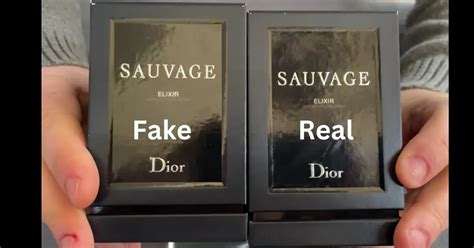 SAUVAGE
ELIXIR
Fake
Dior
SAUVAGE
ELIXIR
Real
Dior